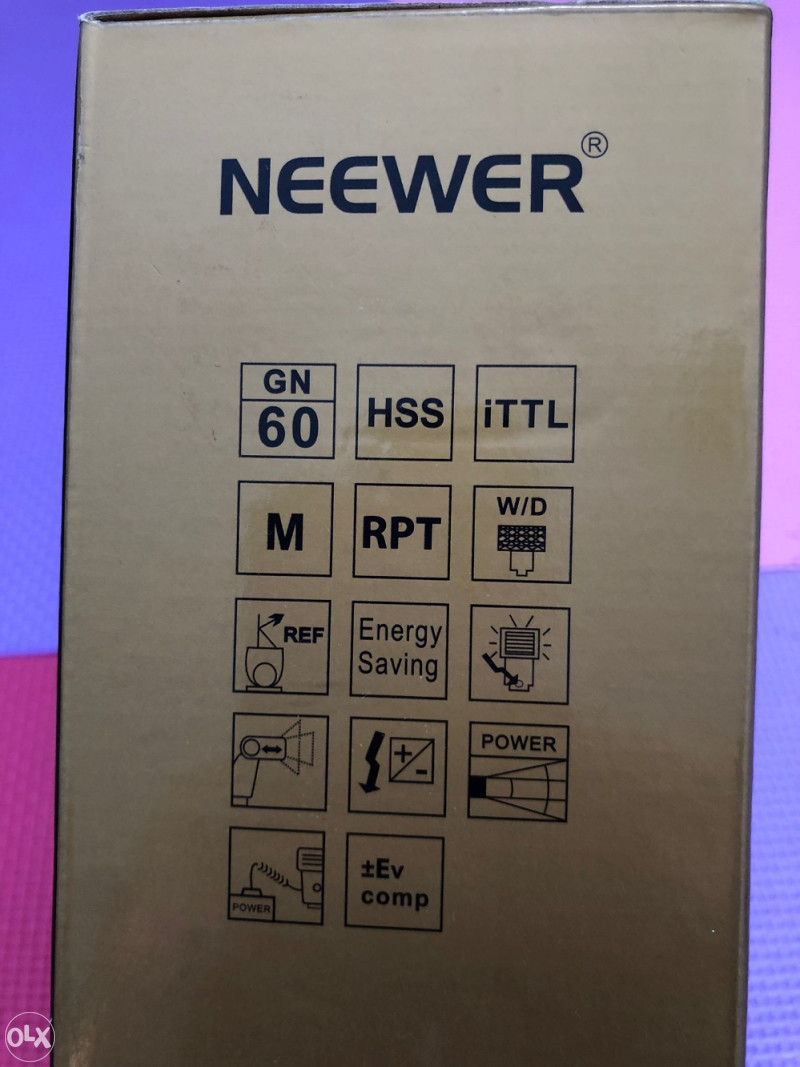 NEEWER®
GN
60
HSS
iTTL
M
RPT
W/D
REF
Energy
Saving
+
-
POWER
POWER
±Ev
comp
OLX